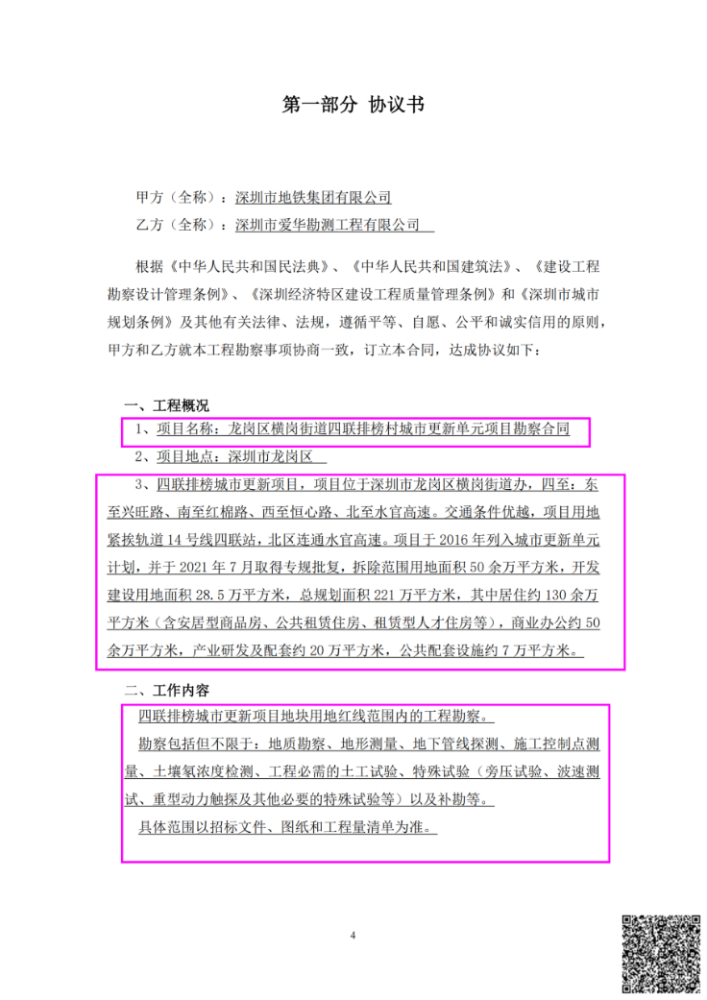 第一部分 协议书
甲方（全称）：深圳市地铁集团有限公司
乙方（全称）：深圳市爱华勘测工程有限公司
根据《中华人民共和国民法典》、《中华人民共和国建筑法》、《建设工程
勘察设计管理条例》、《深圳经济特区建设工程质量管理条例》和《深圳市城市
规划条例》及其他有关法律、法规，遵循平等、自愿、公平和诚实信用的原则，
甲方和乙方就本工程勘察事项协商一致，订立本合同，达成协议如下：
一、工程概况
1、项目名称：龙岗区横岗街道四联排榜村城市更新单元项目勘察合同
2、项目地点：深圳市龙岗区
3、四联排榜城市更新项目，项目位于深圳市龙岗区横岗街道办，四至：东
至兴旺路、南至红棉路、西至恒心路、北至水官高速。交通条件优越，项目用地
紧挨轨道 14 号线四联站，北区连通水官高速。项目于 2016 年列入城市更新单元
计划，并于 2021 年 7 月取得专规批复，拆除范围用地面积 50 余万平方米，开发
建设用地面积 28.5 万平方米，总规划面积 221 万平方米，其中居住约 130 余万
平方米（含安居型商品房、公共租赁住房、租赁型人才住房等），商业办公约 50
余万平方米，产业研发及配套约 20 万平方米，公共配套设施约 7 万平方米。
二、工作内容
四联排榜城市更新项目地块用地红线范围内的工程勘察。
勘察包括但不限于：地质勘察、地形测量、地下管线探测、施工控制点测
量、土壤氡浓度检测、工程必需的土工试验、特殊试验（旁压试验、波速测
试、重型动力触探及其他必要的特殊试验等）以及补勘等。
具体范围以招标文件、图纸和工程量清单为准。
4